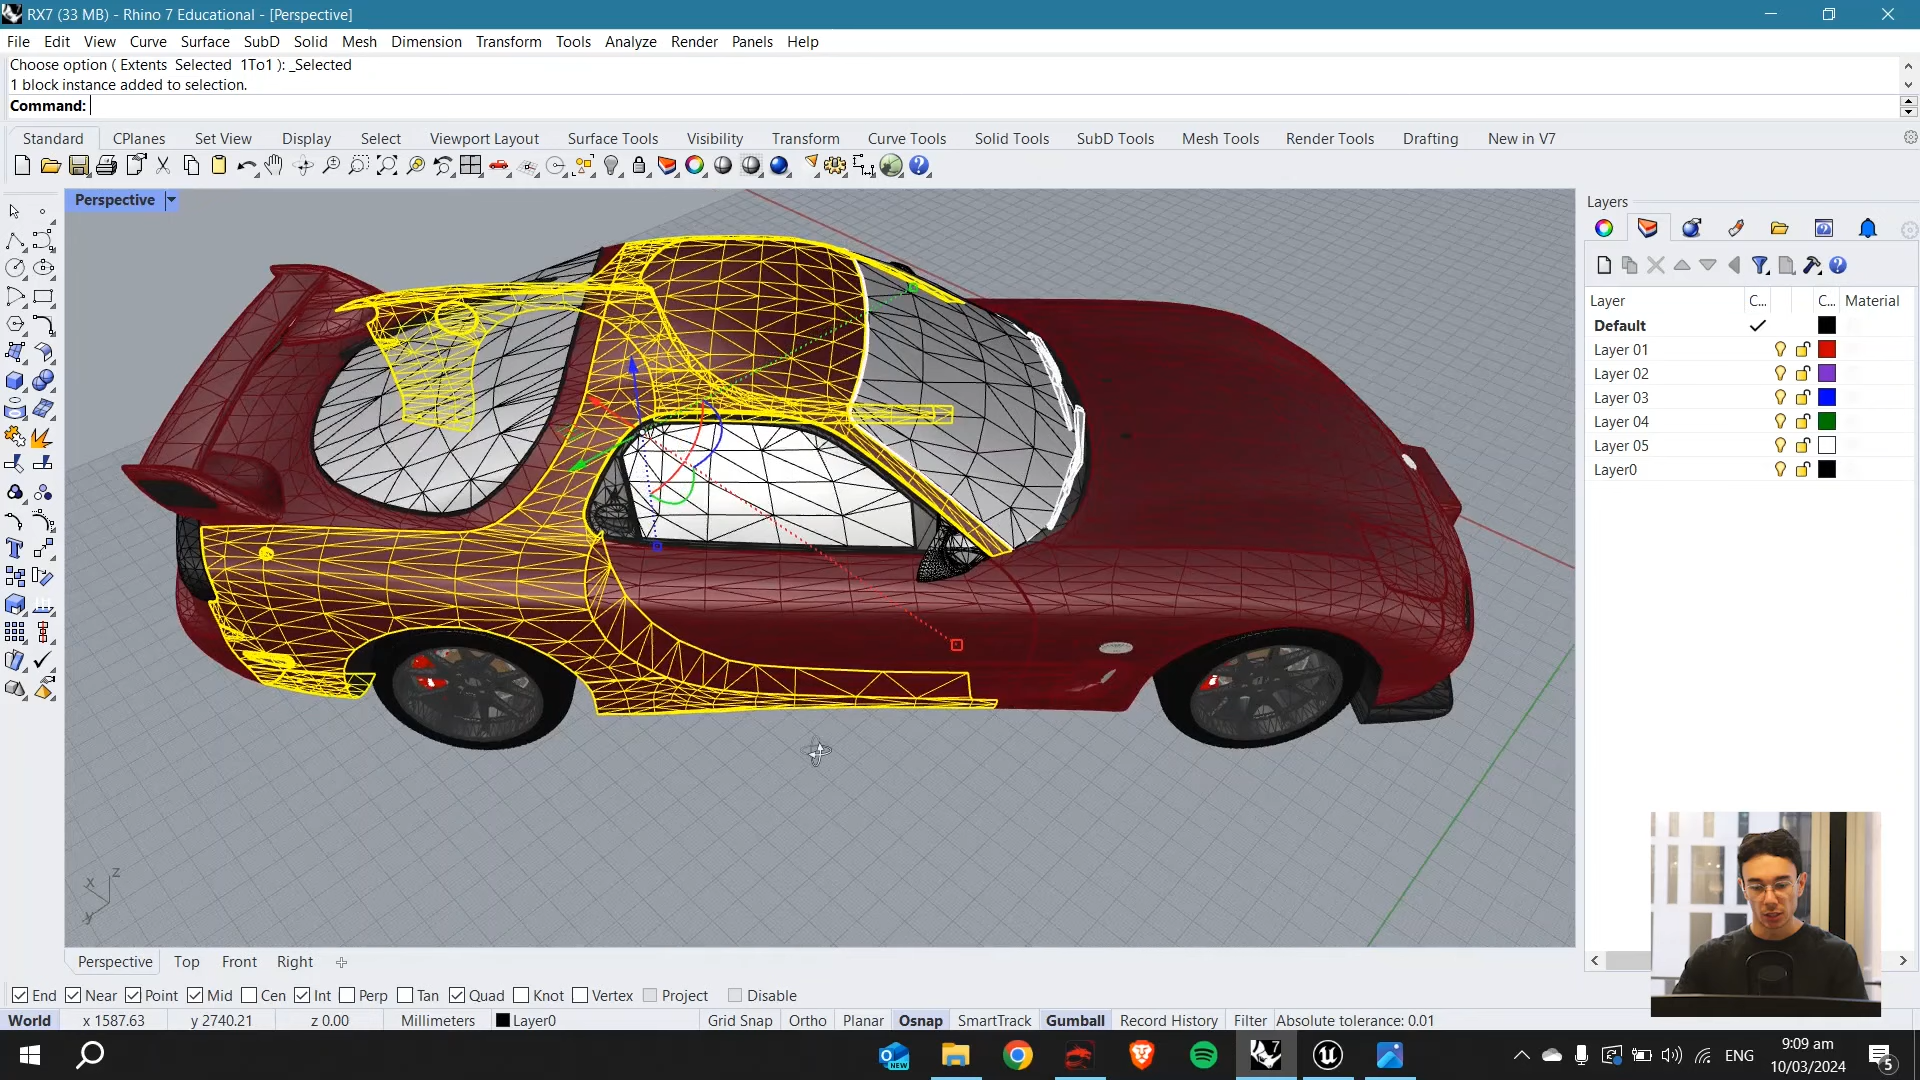 RX7 (33 MB) - Rhino 7 Educational - [Perspective]
File Edit View Curve Surface SubD Solid Mesh Dimension Transform Tools Analyze Render Panels Help
Choose option ( Extents Selected 1To1 ): _Selected
1 block instance added to selection.
Command:
Standard CPlanes Set View Display Select Viewport Layout Surface Tools Visibility Transform Curve Tools Solid Tools SubD Tools Mesh Tools Render Tools Drafting New in V7
Perspective
Layers
Layer C... C... Material
Default
Layer 01
Layer 02
Layer 03
Layer 04
Layer 05
Layer0
z
x
y
Perspective Top Front Right
End Near Point Mid Cen Int Perp Tan Quad Knot Vertex Project Disable
World x 1587.63 y 2740.21 z 0.00 Millimeters Layer0 Grid Snap Ortho Planar Osnap SmartTrack Gumball Record History Filter Absolute tolerance: 0.01
NEW
7
ENG
9:09 am
10/03/2024
5